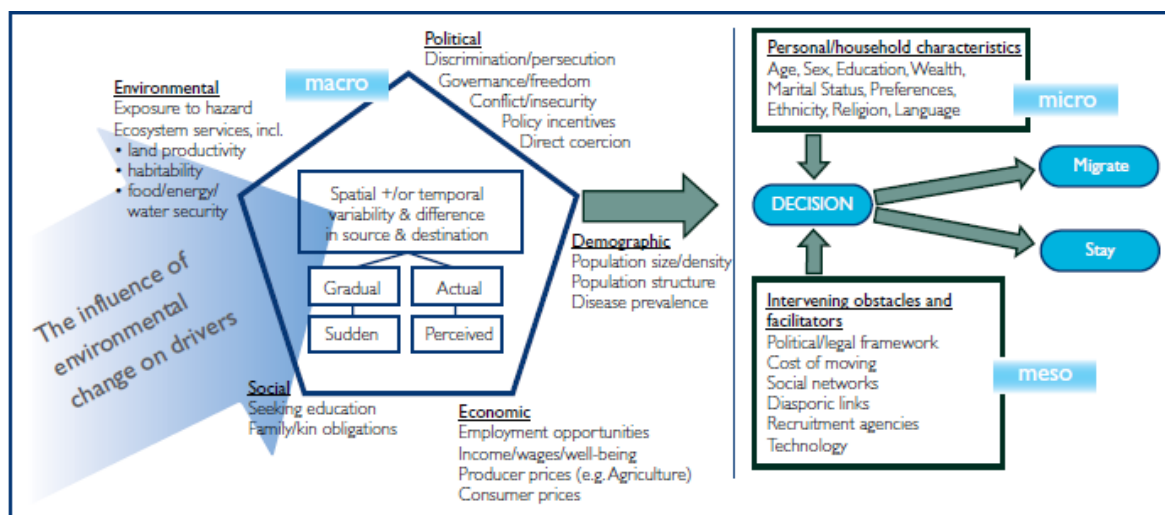 Political
Discrimination/persecution
Governance/freedom
Conflict/insecurity
Policy incentives
Direct coercion
macro
Environmental
Exposure to hazard
Ecosystem services, incl.
• land productivity
• habitability
• food/energy/
water security
The influence of
environmental
change on drivers
Spatial +/or temporal
variability & difference
in source & destination
Gradual
Actual
Sudden
Perceived
Demographic
Population size/density
Population structure
Disease prevalence
Social
Seeking education
Family/kin obligations
Economic
Employment opportunities
Income/wages/well-being
Producer prices (e.g. Agriculture)
Consumer prices
Personal/household characteristics
Age, Sex, Education, Wealth,
Marital Status, Preferences,
Ethnicity, Religion, Language
micro
DECISION
Migrate
Stay
Intervening obstacles and
facilitators
Political/legal framework
Cost of moving
Social networks
Diasporic links
Recruitment agencies
Technology
meso